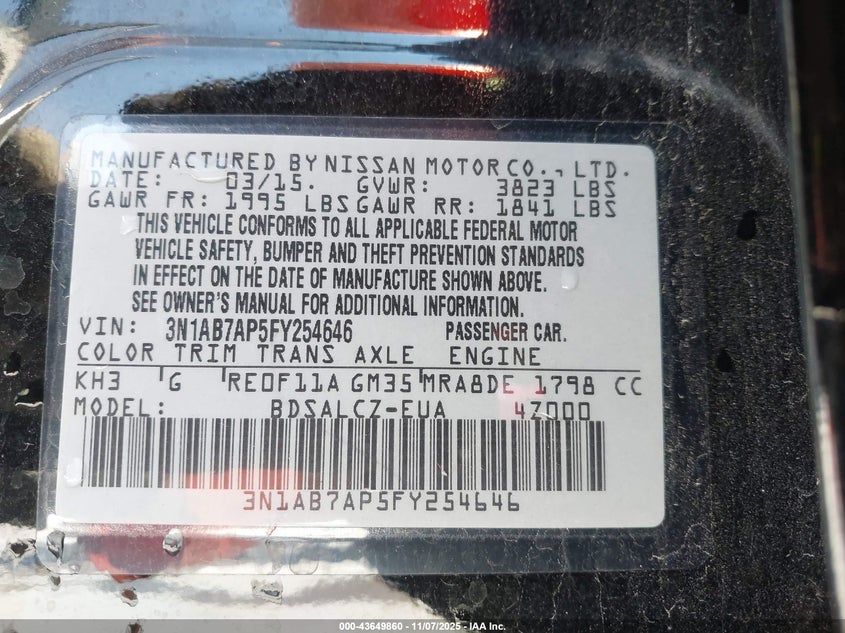 MANUFACTURED BY NISSAN MOTOR CO., LTD.
DATE: 03/15. GVWR: 3823 LBS
GAWR FR: 1995 LBS GAWR RR: 1841 LBS
THIS VEHICLE CONFORMS TO ALL APPLICABLE FEDERAL MOTOR
VEHICLE SAFETY, BUMPER AND THEFT PREVENTION STANDARDS
IN EFFECT ON THE DATE OF MANUFACTURE SHOWN ABOVE.
SEE OWNER'S MANUAL FOR ADDITIONAL INFORMATION.
VIN: 3N1AB7AP5FY254646 PASSENGER CAR.
COLOR TRIM TRANS AXLE ENGINE
KH3 G RE0F11A GM35 MRA8DE 1798 CC
MODEL: BDSALCZ-EUA 47000
3N1AB7AP5FY254646
000-43649860 - 11/07/2025 - IAA Inc.